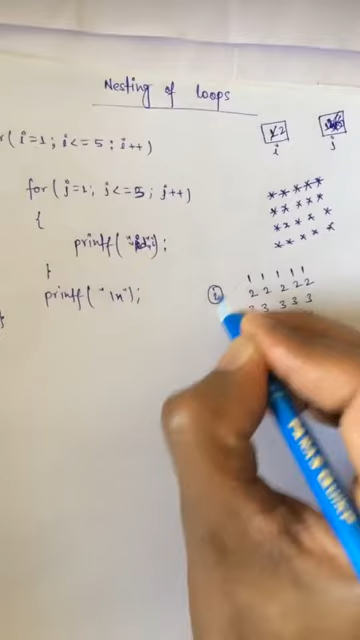 Nesting of loops
r(i=1; i<=5; i++)
2
i
j
for(j=1; j<=5; j++)
{
printf(" ");
}
printf("\n");
}
* * * * *
* * * * *
* * * * *
* * * * *
i
1 1 1 1 1
2 2 2 2 2
3 3 3 3